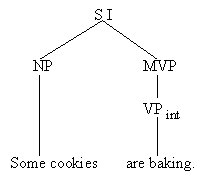 S I
NP MVP
VP int
Some cookies are baking.